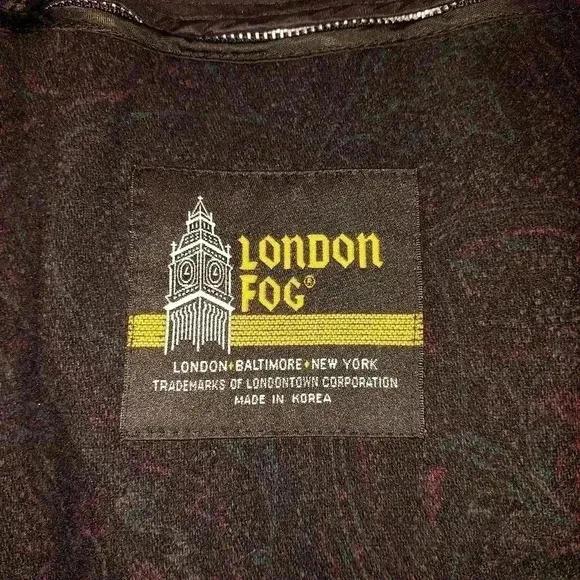 LONDON
FOG®
LONDON♦BALTIMORE♦NEW YORK
TRADEMARKS OF LONDONTOWN CORPORATION
MADE IN KOREA